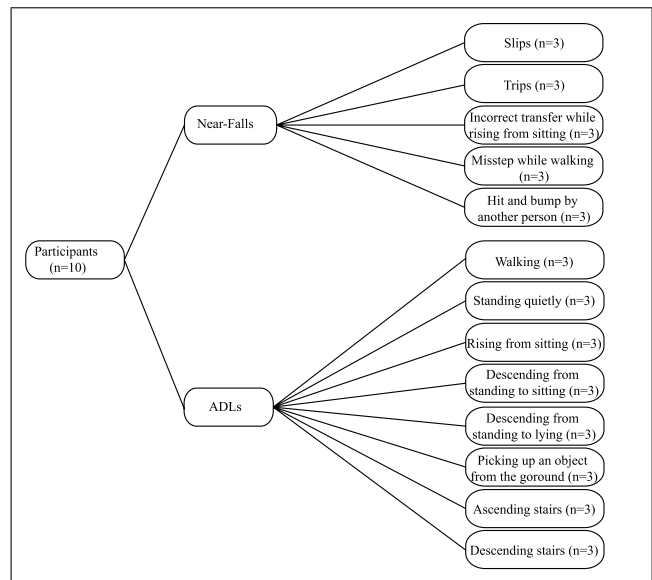 Participants
(n=10)
Near-Falls
Slips (n=3)
Trips (n=3)
Incorrect transfer while
rising from sitting (n=3)
Misstep while walking
(n=3)
Hit and bump by
another person (n=3)
ADLs
Walking (n=3)
Standing quietly (n=3)
Rising from sitting (n=3)
Descending from
standing to sitting (n=3)
Descending from
standing to lying (n=3)
Picking up an object
from the goround (n=3)
Ascending stairs (n=3)
Descending stairs (n=3)